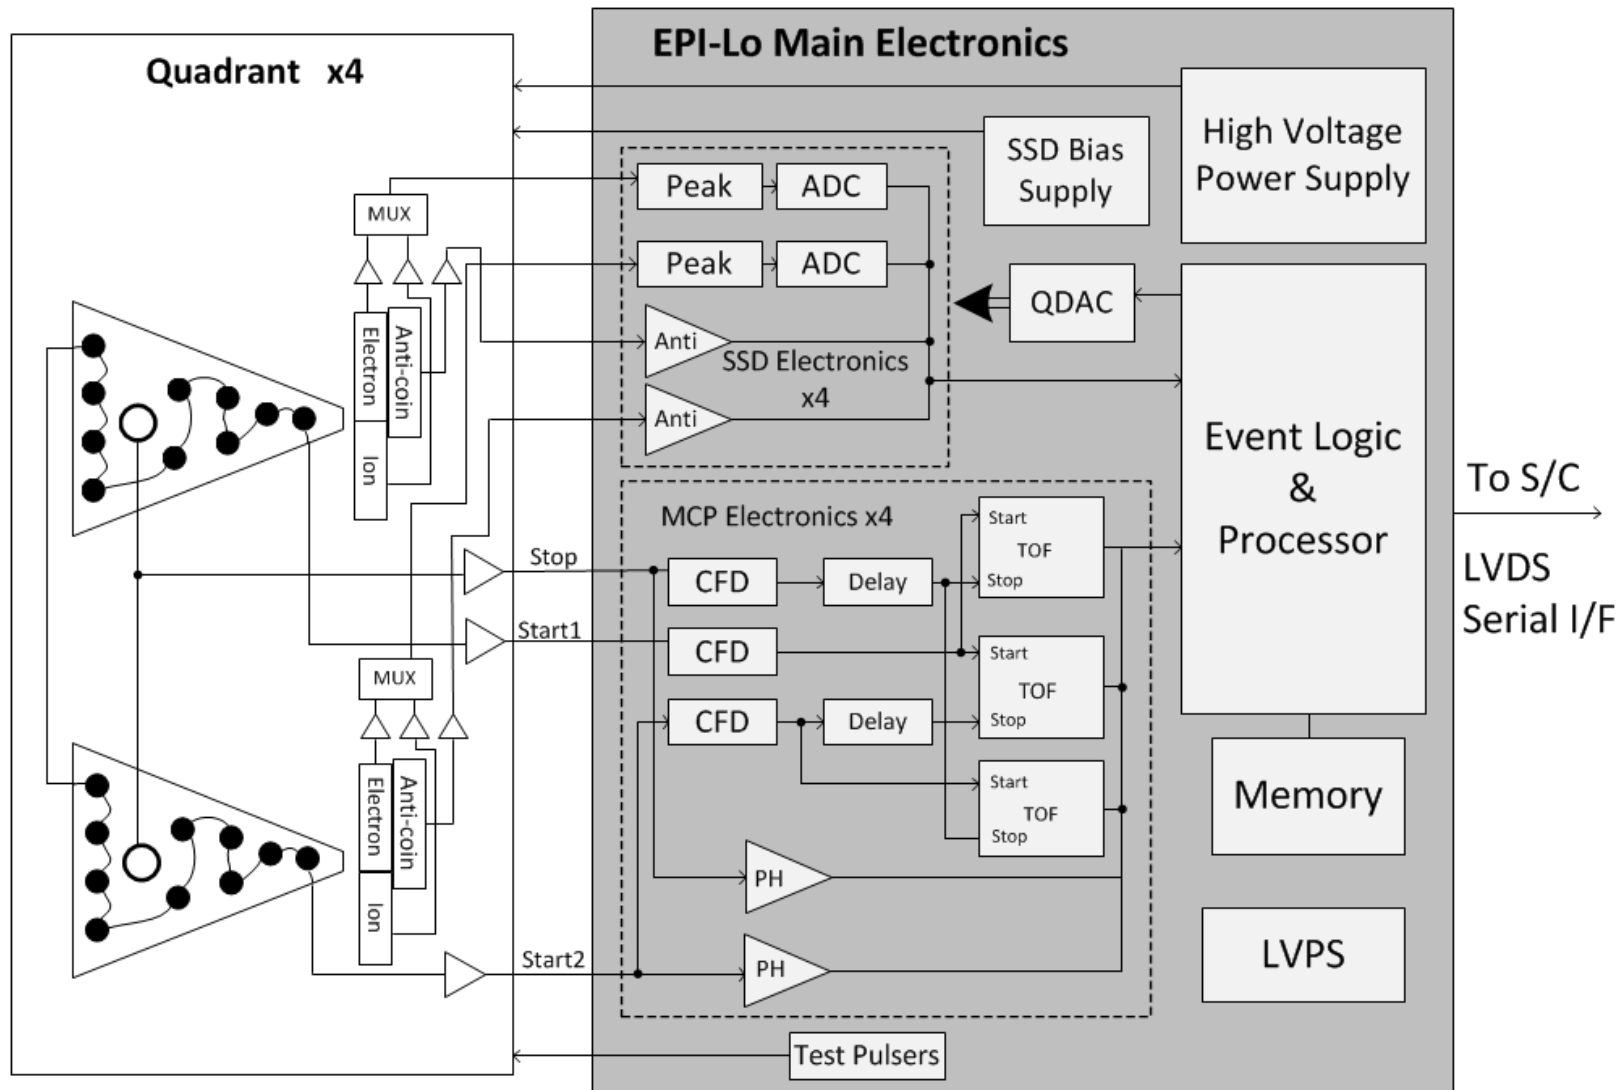 Quadrant x4
EPI-Lo Main Electronics
High Voltage
Power Supply
SSD Bias
Supply
MUX
Peak
ADC
Peak
ADC
QDAC
Electron
Anti-coin
Ion
Anti
SSD Electronics
x4
Anti
Event Logic
&
Processor
To S/C
LVDS
Serial I/F
MCP Electronics x4
Stop
CFD
Delay
Start
TOF
Stop
Start1
CFD
Start
TOF
Stop
MUX
CFD
Delay
Start
TOF
Stop
Memory
Electron
Anti-coin
Ion
PH
Start2
PH
LVPS
Test Pulsers